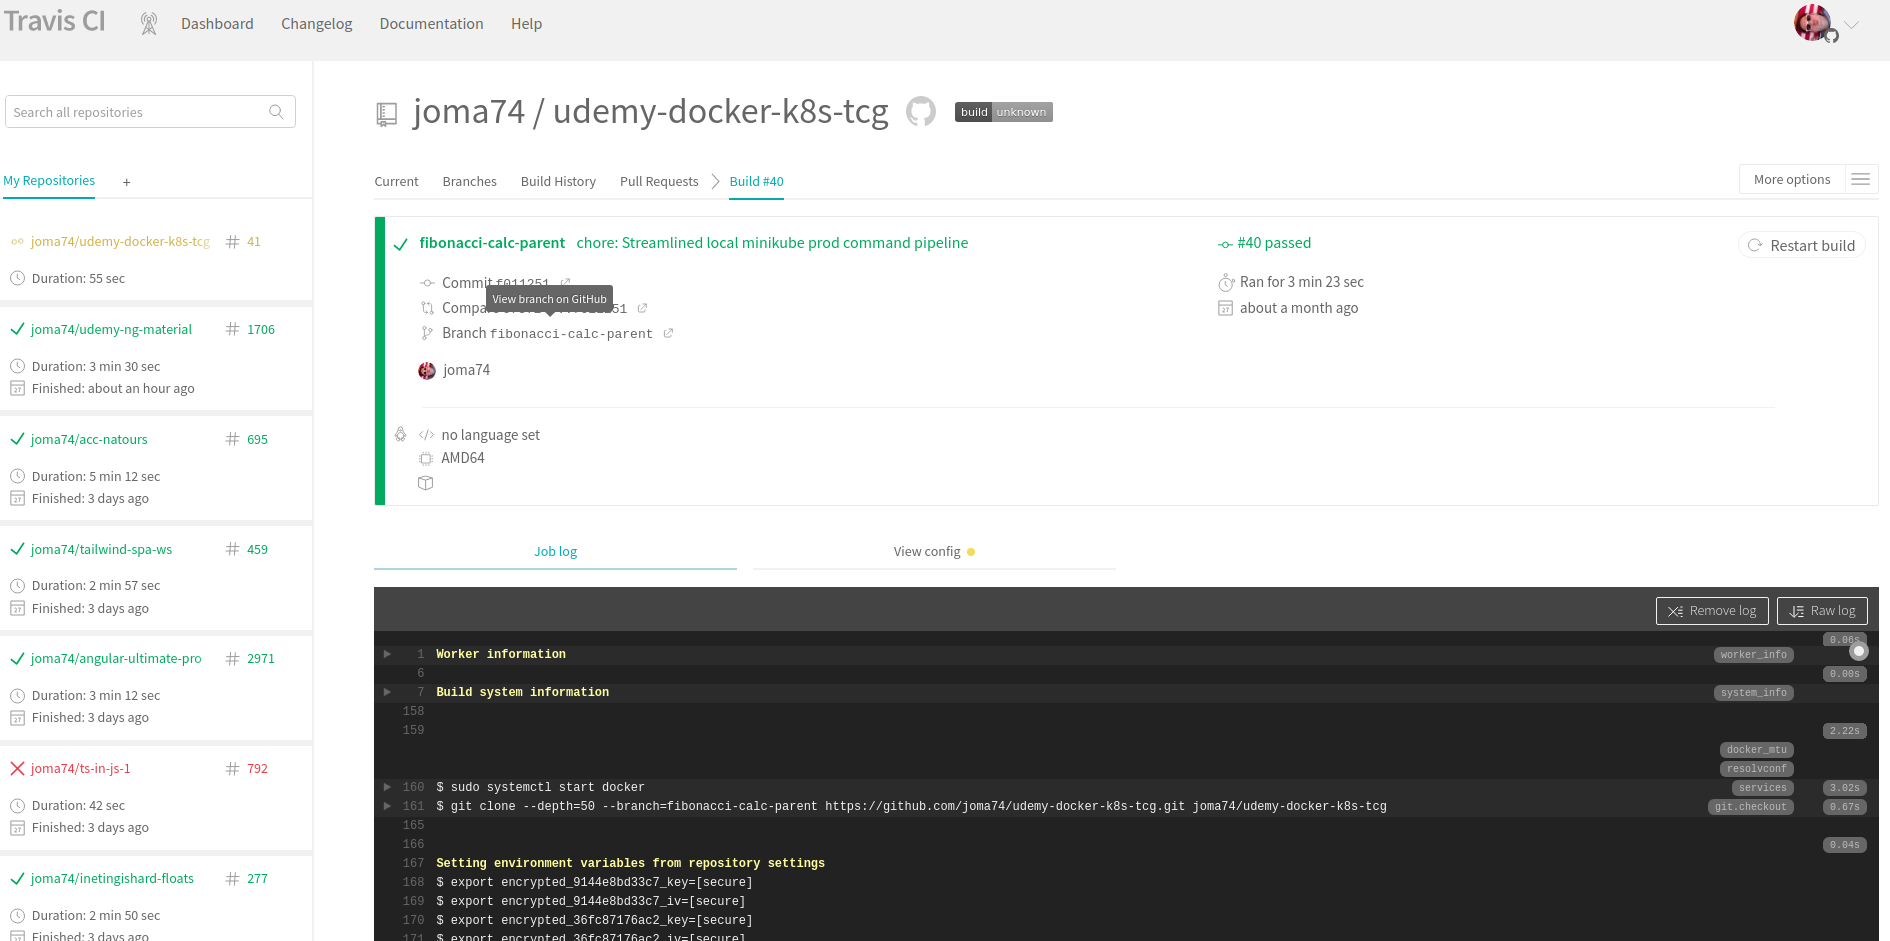 Travis CI
Dashboard
Changelog
Documentation
Help
Search all repositories
My Repositories
+
joma74/udemy-docker-k8s-tcg # 41
Duration: 55 sec
joma74/udemy-ng-material # 1706
Duration: 3 min 30 sec
Finished: about an hour ago
joma74/acc-natours # 695
Duration: 5 min 12 sec
Finished: 3 days ago
joma74/tailwind-spa-ws # 459
Duration: 2 min 57 sec
Finished: 3 days ago
joma74/angular-ultimate-pro # 2971
Duration: 3 min 12 sec
Finished: 3 days ago
joma74/ts-in-js-1 # 792
Duration: 42 sec
Finished: 3 days ago
joma74/inetingishard-floats # 277
Duration: 2 min 50 sec
Finished: 3 days ago
joma74 / udemy-docker-k8s-tcg
build unknown
Current
Branches
Build History
Pull Requests
Build #40
More options
fibonacci-calc-parent chore: Streamlined local minikube prod command pipeline
#40 passed
Restart build
Commit f011251
Ran for 3 min 23 sec
View branch on GitHub
about a month ago
Branch fibonacci-calc-parent
joma74
no language set
AMD64
Job log
View config
Remove log
Raw log
0.06s
1 Worker information worker_info
6 0.00s
7 Build system information system_info
158
159 2.22s
docker_mtu
resolvconf
160 $ sudo systemctl start docker services 3.02s
161 $ git clone --depth=50 --branch=fibonacci-calc-parent https://github.com/joma74/udemy-docker-k8s-tcg.git joma74/udemy-docker-k8s-tcg git.checkout 0.67s
165
166 0.04s
167 Setting environment variables from repository settings
168 $ export encrypted_9144e8bd33c7_key=[secure]
169 $ export encrypted_9144e8bd33c7_iv=[secure]
170 $ export encrypted_36fc87176ac2_key=[secure]
171 $ export encrypted_36fc87176ac2_iv=[secure]